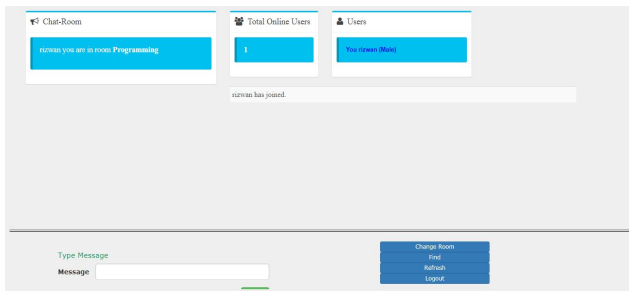 Chat-Room
Total Online Users
Users
rizwan you are in room Programming
1
You rizwan (Male)
rizwan has joined.
Change Room
Find
Refresh
Logout
Type Message
Message